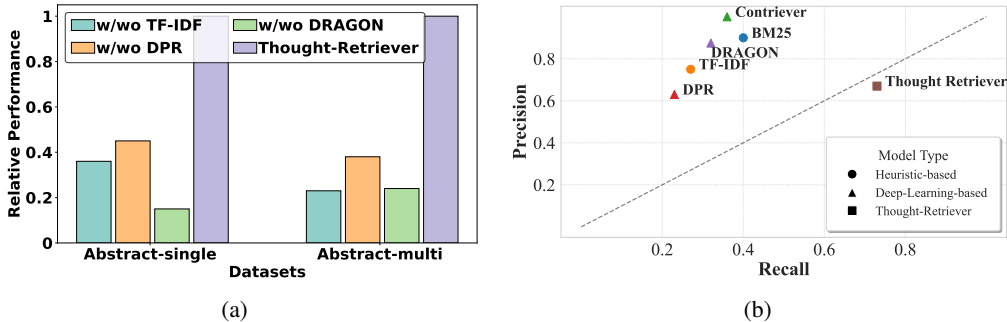 w/wo TF-IDF
w/wo DRAGON
w/wo DPR
Thought-Retriever
Relative Performance
1
0.8
0.6
0.4
0.2
0
Abstract-single
Abstract-multi
Datasets
(a)
Precision
0.8
0.6
0.4
0.2
Contriever
BM25
DRAGON
TF-IDF
DPR
Thought Retriever
Model Type
Heuristic-based
Deep-Learning-based
Thought-Retriever
0.2
0.4
0.6
0.8
Recall
(b)